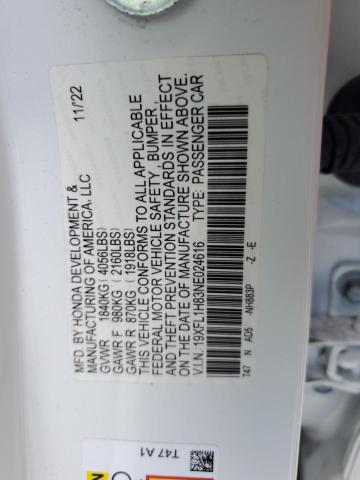 MFD. BY HONDA DEVELOPMENT & 11/'22
MANUFACTURING OF AMERICA, LLC
GVWR 1840KG (4056LBS)
GAWR F 980KG (2160LBS)
GAWR R 870KG (1918LBS)
THIS VEHICLE CONFORMS TO ALL APPLICABLE
FEDERAL MOTOR VEHICLE SAFETY, BUMPER,
AND THEFT PREVENTION STANDARDS IN EFFECT
ON THE DATE OF MANUFACTURE SHOWN ABOVE.
V.I.N.: 19XFL1H83NE024616 TYPE: PASSENGER CAR
T47 N AD5 -NH883P -Z -E
T47A1